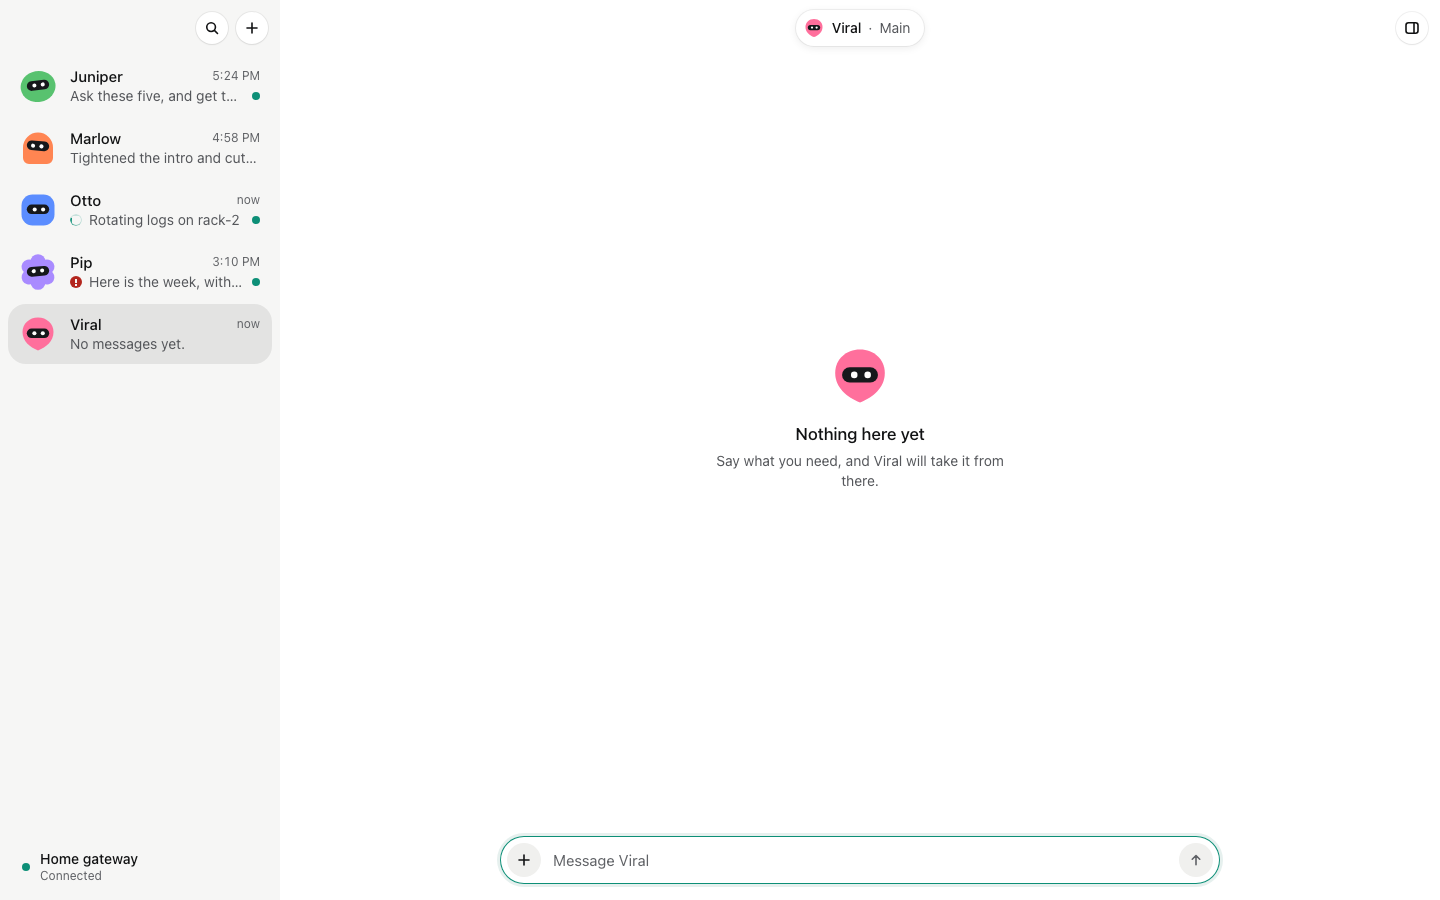 Viral · Main
Juniper 5:24 PM
Ask these five, and get t...
Marlow 4:58 PM
Tightened the intro and cut...
Otto now
Rotating logs on rack-2
Pip 3:10 PM
Here is the week, with...
Viral now
No messages yet.
Nothing here yet
Say what you need, and Viral will take it from
there.
Message Viral
Home gateway
Connected